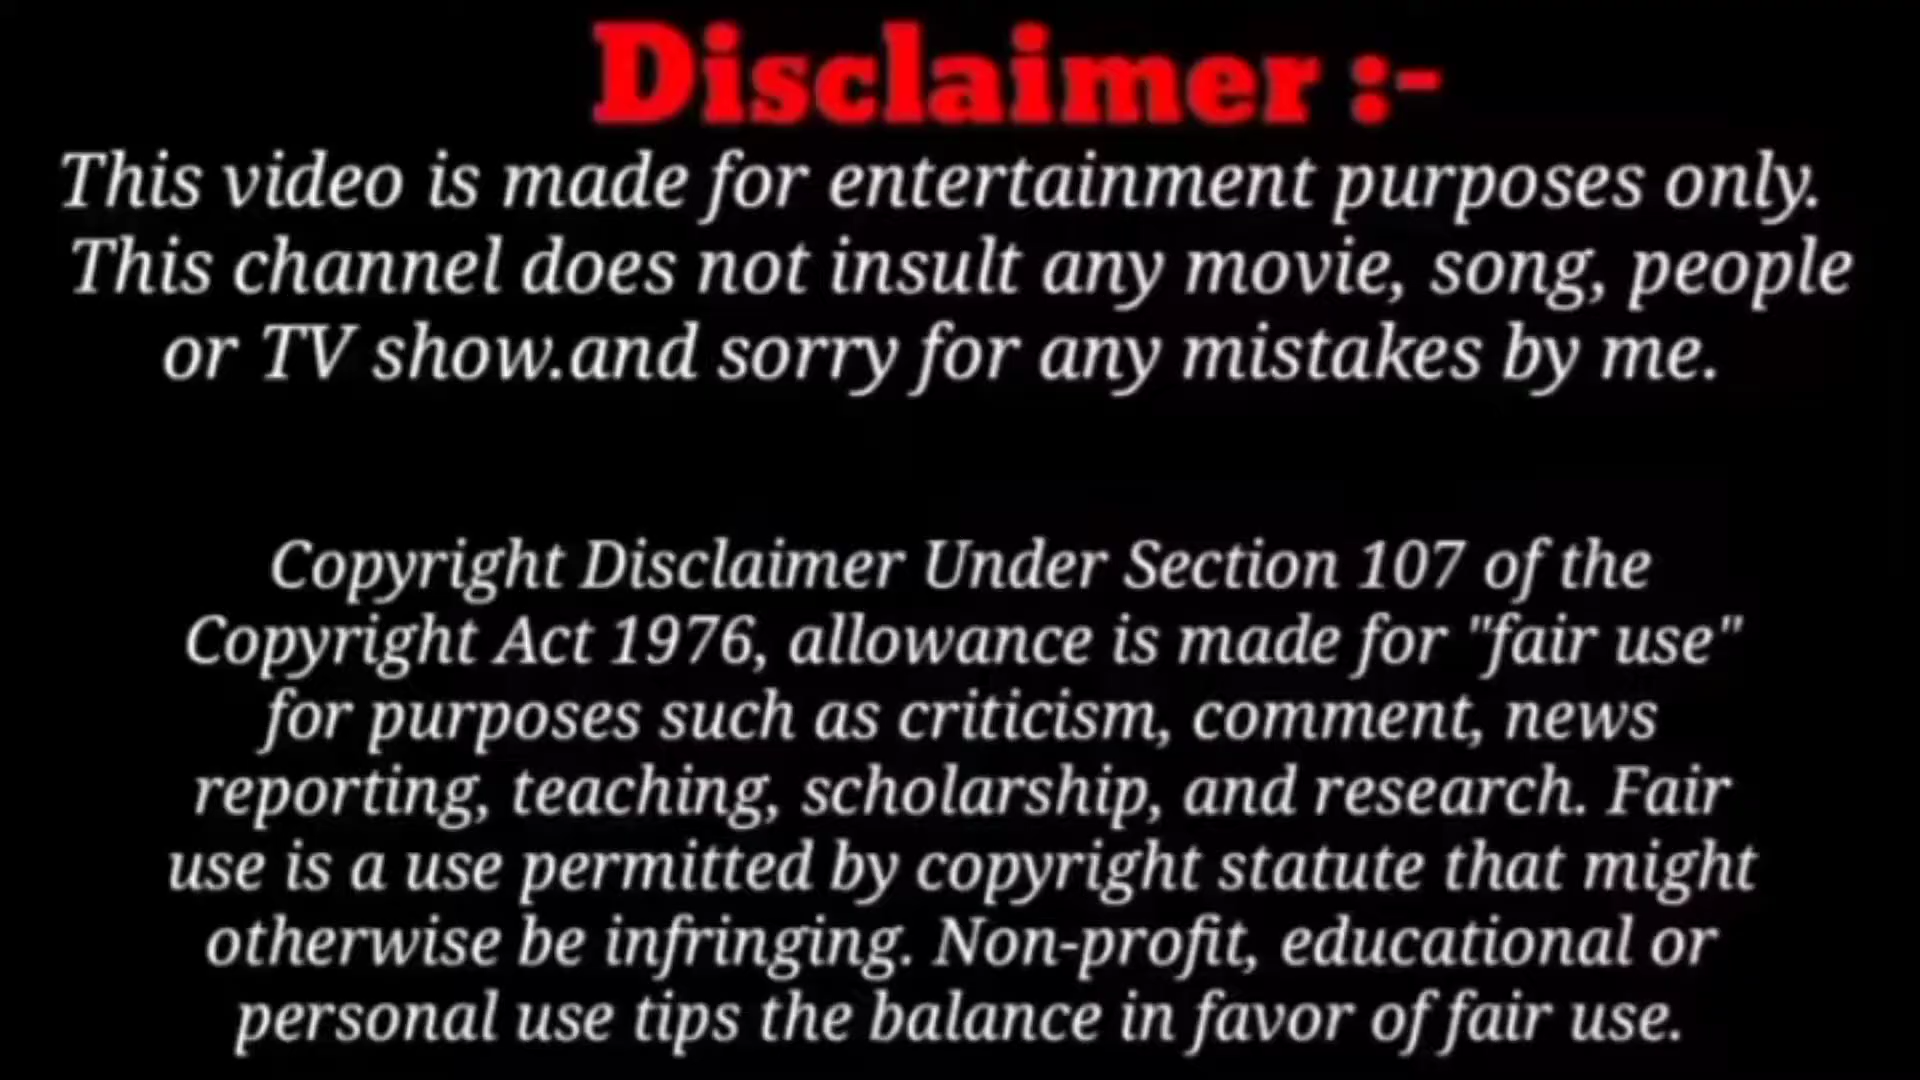 Disclaimer :-
This video is made for entertainment purposes only.
This channel does not insult any movie, song, people
or TV show.and sorry for any mistakes by me.
Copyright Disclaimer Under Section 107 of the
Copyright Act 1976, allowance is made for "fair use"
for purposes such as criticism, comment, news
reporting, teaching, scholarship, and research. Fair
use is a use permitted by copyright statute that might
otherwise be infringing. Non-profit, educational or
personal use tips the balance in favor of fair use.